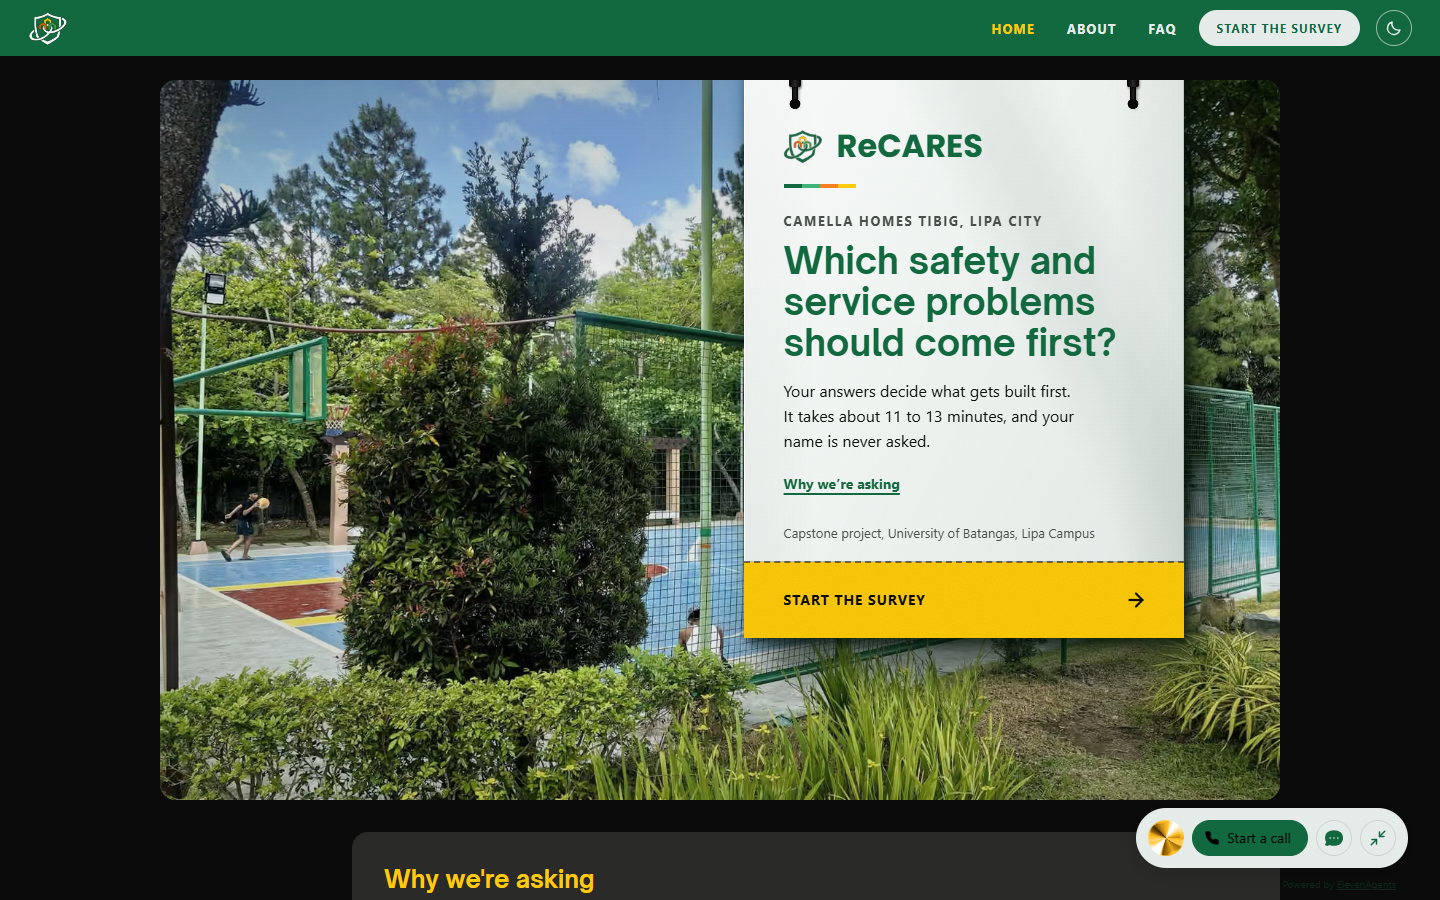 HOME ABOUT FAQ START THE SURVEY
ReCARES
CAMELLA HOMES TIBIG, LIPA CITY
Which safety and
service problems
should come first?
Your answers decide what gets built first.
It takes about 11 to 13 minutes, and your
name is never asked.
Why we're asking
Capstone project, University of Batangas, Lipa Campus
START THE SURVEY
Start a call
Why we're asking
Powered by ElevenAgents